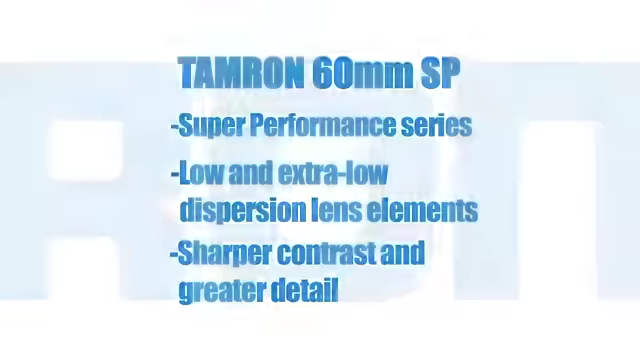 TAMRON 60mm SP
-Super Performance series
-Low and extra-low
dispersion lens elements
-Sharper contrast and
greater detail